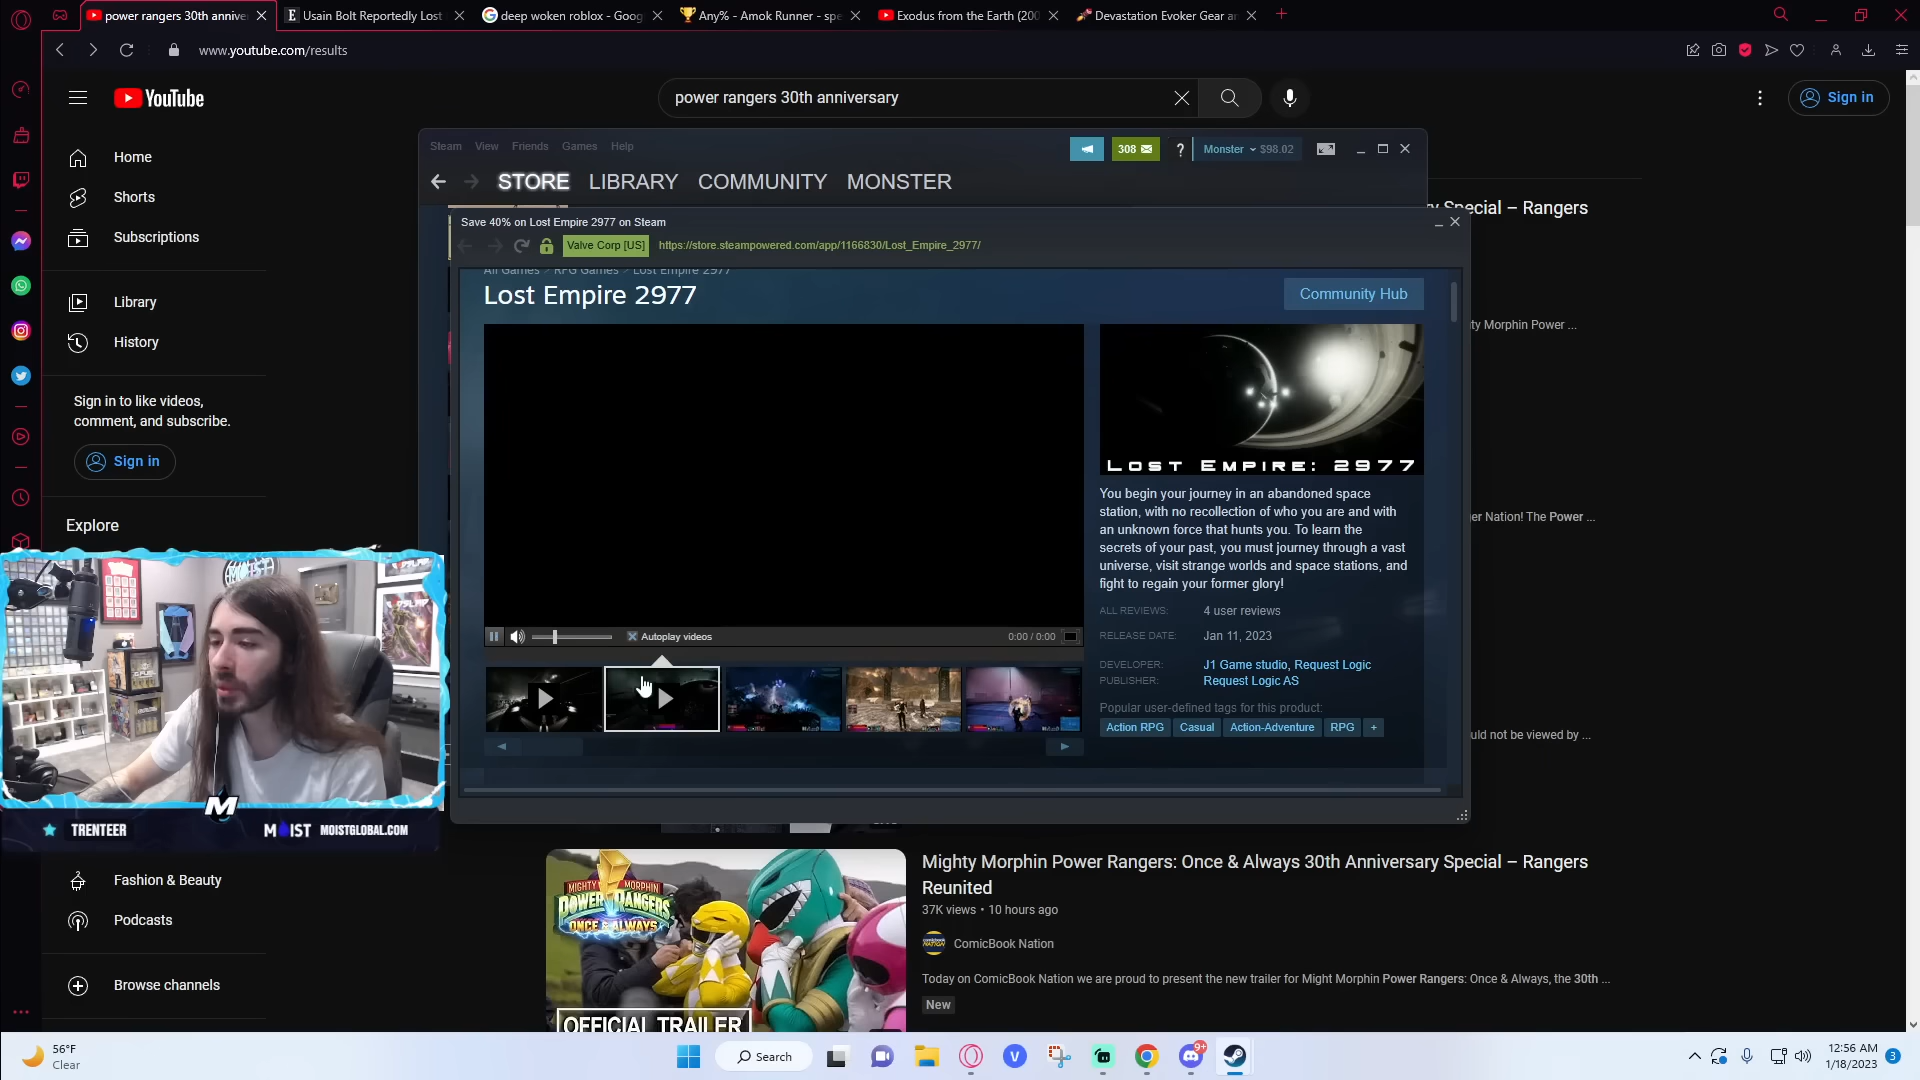 power rangers 30th annive
Usain Bolt Reportedly Lost
deep woken roblox - Goog
Any% - Amok Runner - spe
Exodus from the Earth (200
Devastation Evoker Gear a
www.youtube.com/results
YouTube
power rangers 30th anniversary
Sign in
Home
Shorts
Subscriptions
Library
History
Sign in to like videos,
comment, and subscribe.
Sign in
Explore
Steam View Friends Games Help
308
?
Monster $98.02
STORE LIBRARY COMMUNITY MONSTER
Save 40% on Lost Empire 2977 on Steam
Valve Corp [US]
https://store.steampowered.com/app/1166830/Lost_Empire_2977/
All Games > RPG Games > Lost Empire 2977
Lost Empire 2977
Community Hub
LOST EMPIRE: 2977
You begin your journey in an abandoned space
station, with no recollection of who you are and with
an unknown force that hunts you. To learn the
secrets of your past, you must journey through a vast
universe, visit strange worlds and space stations, and
fight to regain your former glory!
ALL REVIEWS: 4 user reviews
RELEASE DATE: Jan 11, 2023
DEVELOPER: J1 Game studio, Request Logic
PUBLISHER: Request Logic AS
Popular user-defined tags for this product:
Action RPG Casual Action-Adventure RPG +
Autoplay videos
0:00 / 0:00
Special – Rangers
ty Morphin Power ...
er Nation! The Power ...
uld not be viewed by ...
TRENTEER
M
MOIST MOISTGLOBAL.COM
Fashion & Beauty
Podcasts
Browse channels
MIGHTY MORPHIN
POWER RANGERS
ONCE & ALWAYS
OFFICIAL TRAILER
Mighty Morphin Power Rangers: Once & Always 30th Anniversary Special – Rangers
Reunited
37K views • 10 hours ago
ComicBook Nation
Today on ComicBook Nation we are proud to present the new trailer for Might Morphin Power Rangers: Once & Always, the 30th ...
New
56°F
Clear
Search
9+
12:56 AM
1/18/2023
3